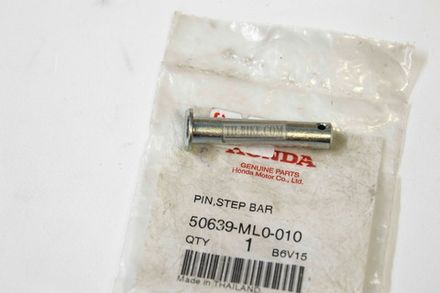 HONDA
GENUINE PARTS
Honda Motor Co., Ltd.
PIN,STEP BAR
50639-ML0-010
QTY 1 B6V15
Made in THAILAND